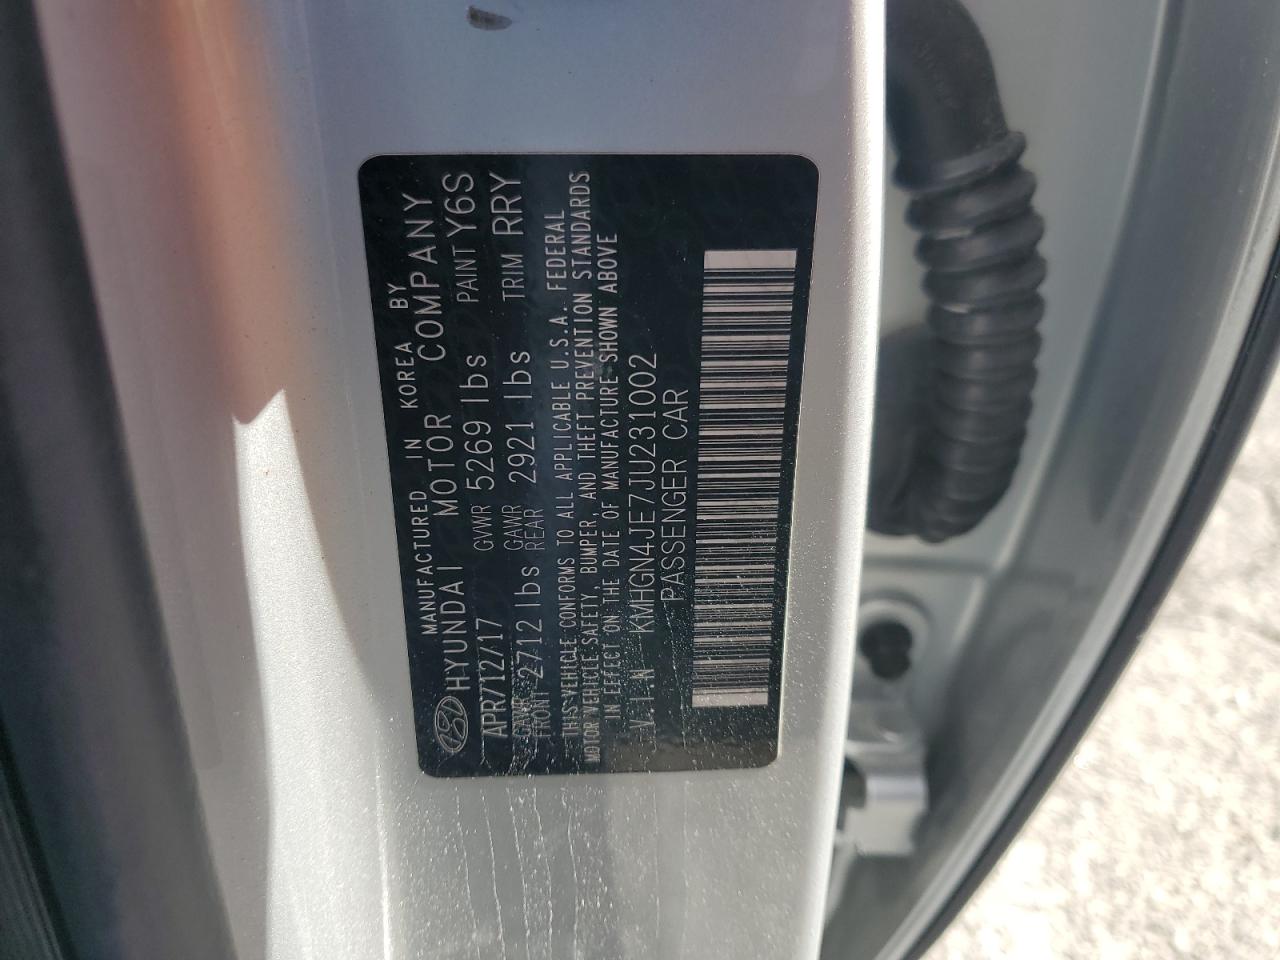 MANUFACTURED IN KOREA BY
HYUNDAI MOTOR COMPANY
APR/12/17 GVWR 5269 lbs PAINT Y6S
GAWR FRONT 2712 lbs GAWR REAR 2921 lbs TRIM RRY
THIS VEHICLE CONFORMS TO ALL APPLICABLE U.S.A. FEDERAL
MOTOR VEHICLE SAFETY, BUMPER, AND THEFT PREVENTION STANDARDS
IN EFFECT ON THE DATE OF MANUFACTURE SHOWN ABOVE
V.I.N KMHGN4JE7JU231002
PASSENGER CAR